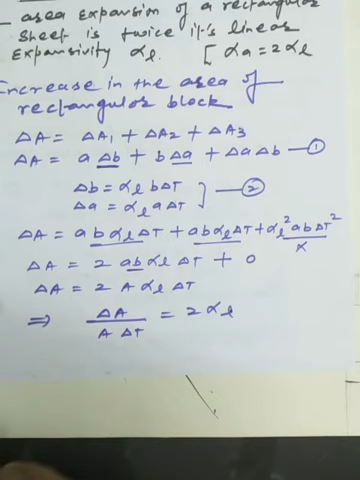 area expansion of a rectangular
sheet is twice it's linear
expansivity αl. [ αa = 2αl
Increase in the area of
rectangular block
ΔA = ΔA1 + ΔA2 + ΔA3
ΔA = a Δb + b Δa + Δa Δb —①
Δb = αl b ΔT
Δa = αl a ΔT ] —②
ΔA = a b αl ΔT + a b αl ΔT + αl² a b ΔT²
x
ΔA = 2 a b αl ΔT + 0
ΔA = 2 A αl ΔT
⇒ ΔA / A ΔT = 2 αl